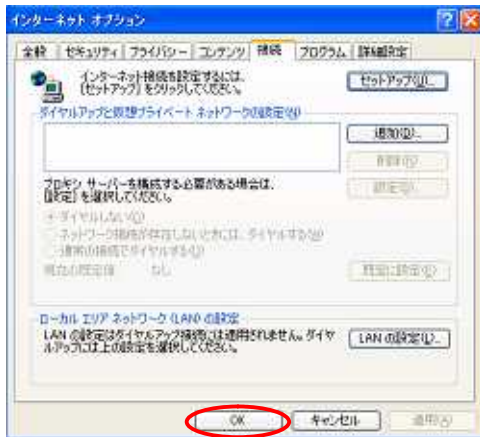 インターネット オプション
全般 セキュリティ プライバシー コンテンツ 接続 プログラム 詳細設定
インターネット接続を設定するには、
[セットアップ] をクリックしてください。
セットアップ(U)...
ダイヤルアップと仮想プライベート ネットワークの設定(N)
追加(D)...
削除(R)
プロキシ サーバーを構成する必要がある場合は、
[設定] を選択してください。
設定(S)...
ダイヤルしない(C)
ネットワーク接続が存在しないときには、ダイヤルする(W)
通常の接続でダイヤルする(O)
現在の既定値 なし
既定に設定(E)
ローカル エリア ネットワーク (LAN) の設定
LAN の設定はダイヤルアップ接続には適用されません。ダイヤ
ルアップには上の設定を選択してください。
LAN の設定(L)...
OK キャンセル 適用(A)